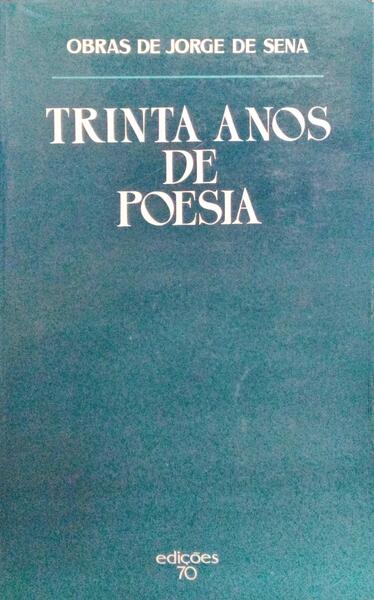 OBRAS DE JORGE DE SENA
TRINTA ANOS
DE
POESIA
edições
70